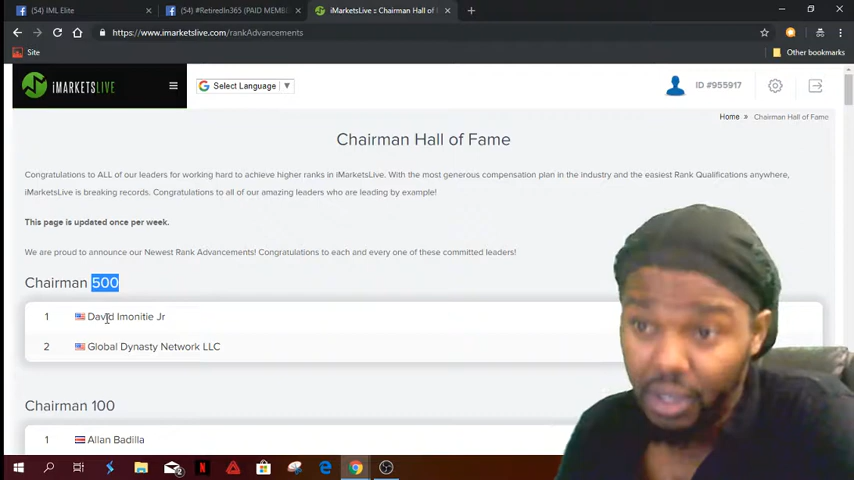 (54) IML Elite
(54) #RetiredIn365 (PAID MEMB
iMarketsLive :: Chairman Hall of F
https://www.imarketslive.com/rankAdvancements
Site
Other bookmarks
iMARKETSLIVE
Select Language
ID #955917
Home » Chairman Hall of Fame
Chairman Hall of Fame
Congratulations to ALL of our leaders for working hard to achieve higher ranks in iMarketsLive. With the most generous compensation plan in the industry and the easiest Rank Qualifications anywhere,
iMarketsLive is breaking records. Congratulations to all of our amazing leaders who are leading by example!
This page is updated once per week.
We are proud to announce our Newest Rank Advancements! Congratulations to each and every one of these committed leaders!
Chairman 500
1 David Imonitie Jr
2 Global Dynasty Network LLC
Chairman 100
1 Allan Badilla